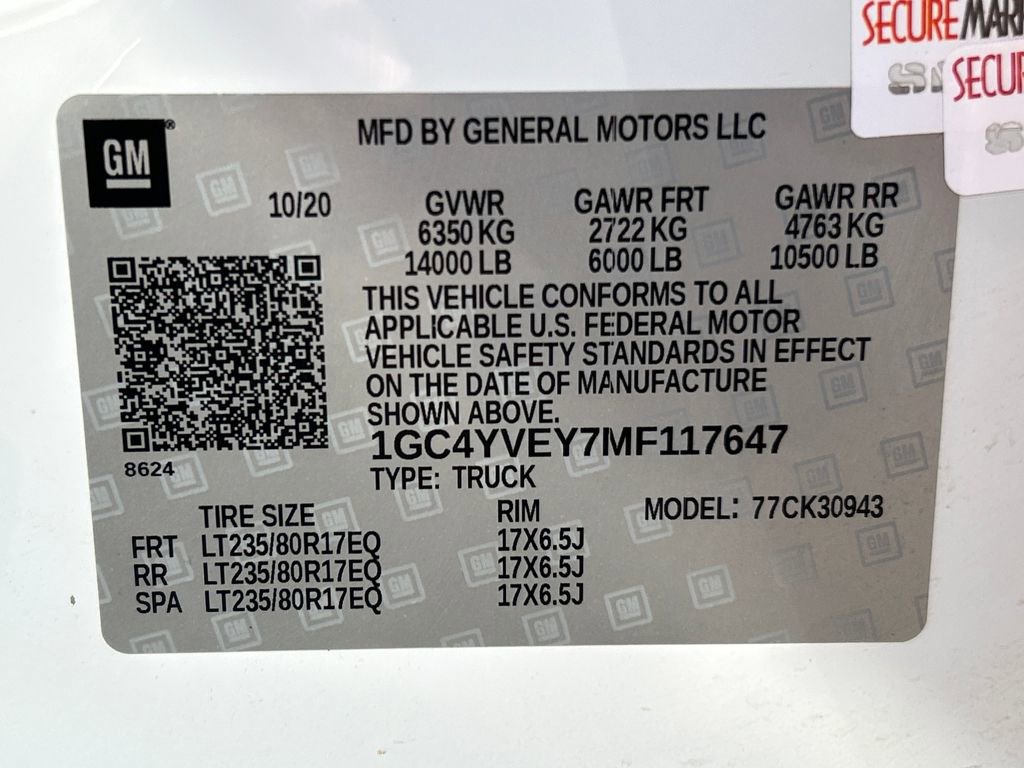 SECUREMARK
SECUR
GM
MFD BY GENERAL MOTORS LLC
10/20 GVWR GAWR FRT GAWR RR
6350 KG 2722 KG 4763 KG
14000 LB 6000 LB 10500 LB
THIS VEHICLE CONFORMS TO ALL
APPLICABLE U.S. FEDERAL MOTOR
VEHICLE SAFETY STANDARDS IN EFFECT
ON THE DATE OF MANUFACTURE
SHOWN ABOVE.
1GC4YVEY7MF117647
8624
TYPE: TRUCK
TIRE SIZE RIM MODEL: 77CK30943
FRT LT235/80R17EQ 17X6.5J
RR LT235/80R17EQ 17X6.5J
SPA LT235/80R17EQ 17X6.5J